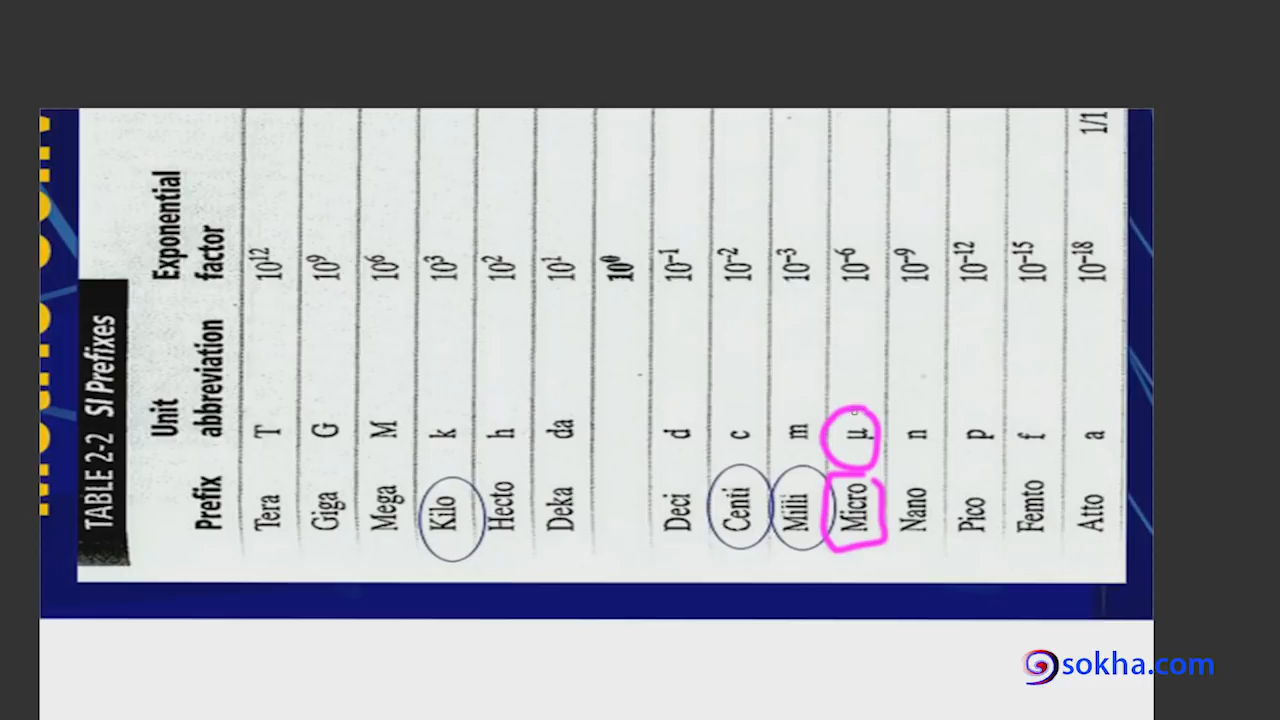 TABLE 2-2 SI Prefixes
Prefix Unit abbreviation Exponential factor
Tera T 10¹²
Giga G 10⁹
Mega M 10⁶
Kilo k 10³
Hecto h 10²
Deka da 10¹
10⁰
Deci d 10⁻¹
Centi c 10⁻²
Milli m 10⁻³
Micro µ 10⁻⁶
Nano n 10⁻⁹
Pico p 10⁻¹²
Femto f 10⁻¹⁵
Atto a 10⁻¹⁸ 1/1
sokha.com